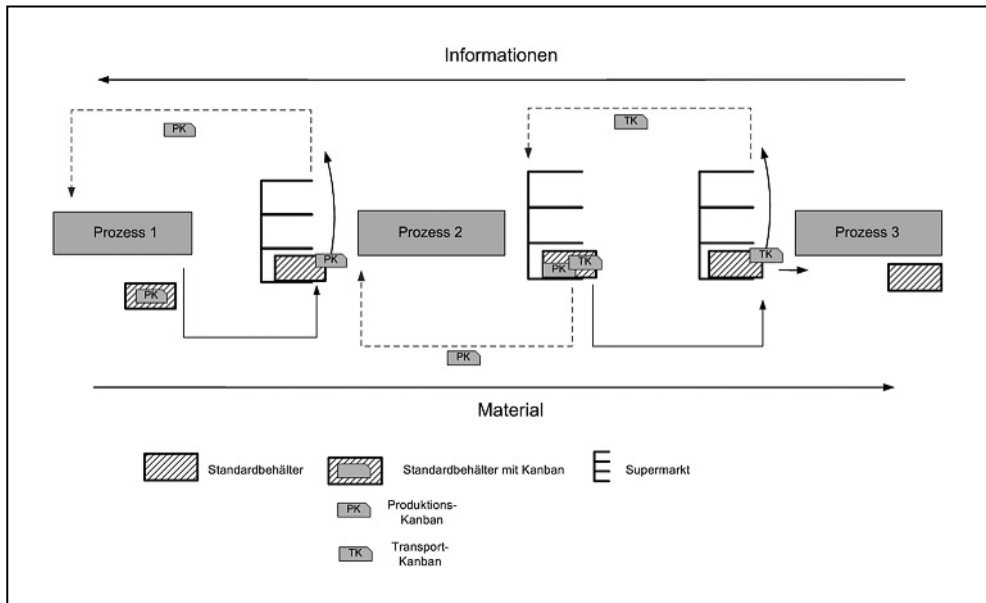 Informationen
PK
TK
Prozess 1
PK
Prozess 2
PK
TK
TK
Prozess 3
PK
PK
Material
Standardbehälter
Standardbehälter mit Kanban
Supermarkt
PK
Produktions-
Kanban
TK
Transport-
Kanban